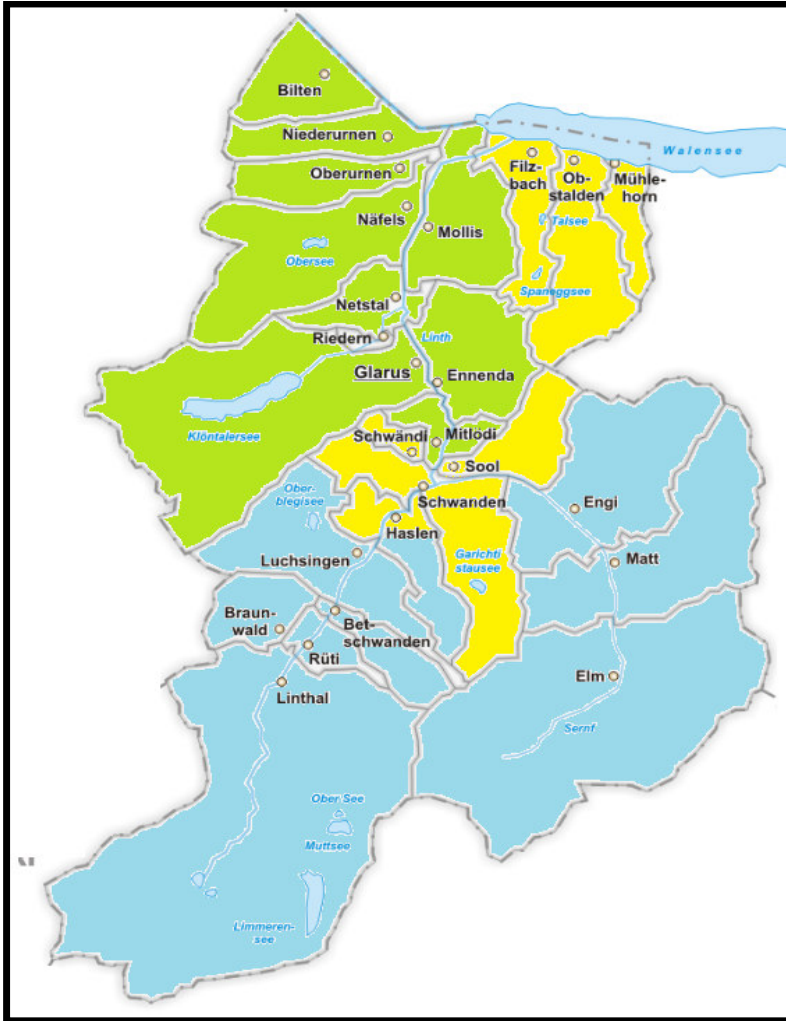 Bilten
Niederurnen
Walensee
Oberurnen
Filz-
bach
Ob-
stalden
Mühle-
horn
Näfels
Mollis
Talsee
Obersee
Spaneggsee
Netstal
Riedern
Linth
Glarus
Ennenda
Klöntalersee
Schwändi
Mitlödi
Sool
Ober-
blegisee
Schwanden
Engi
Haslen
Luchsingen
Garichti
stausee
Matt
Braun-
wald
Bet-
schwanden
Rüti
Elm
Linthal
Sernf
Ober See
Muttsee
Limmeren-
see